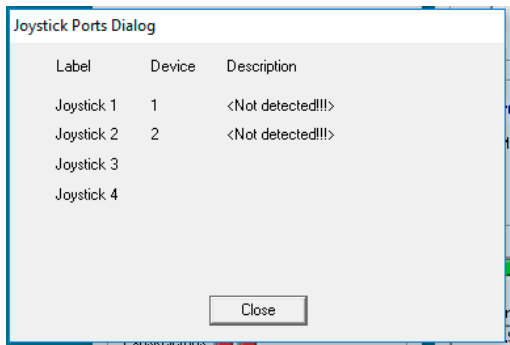 Joystick Ports Dialog
Label Device Description
Joystick 1 1 <Not detected!!!>
Joystick 2 2 <Not detected!!!>
Joystick 3
Joystick 4
Close